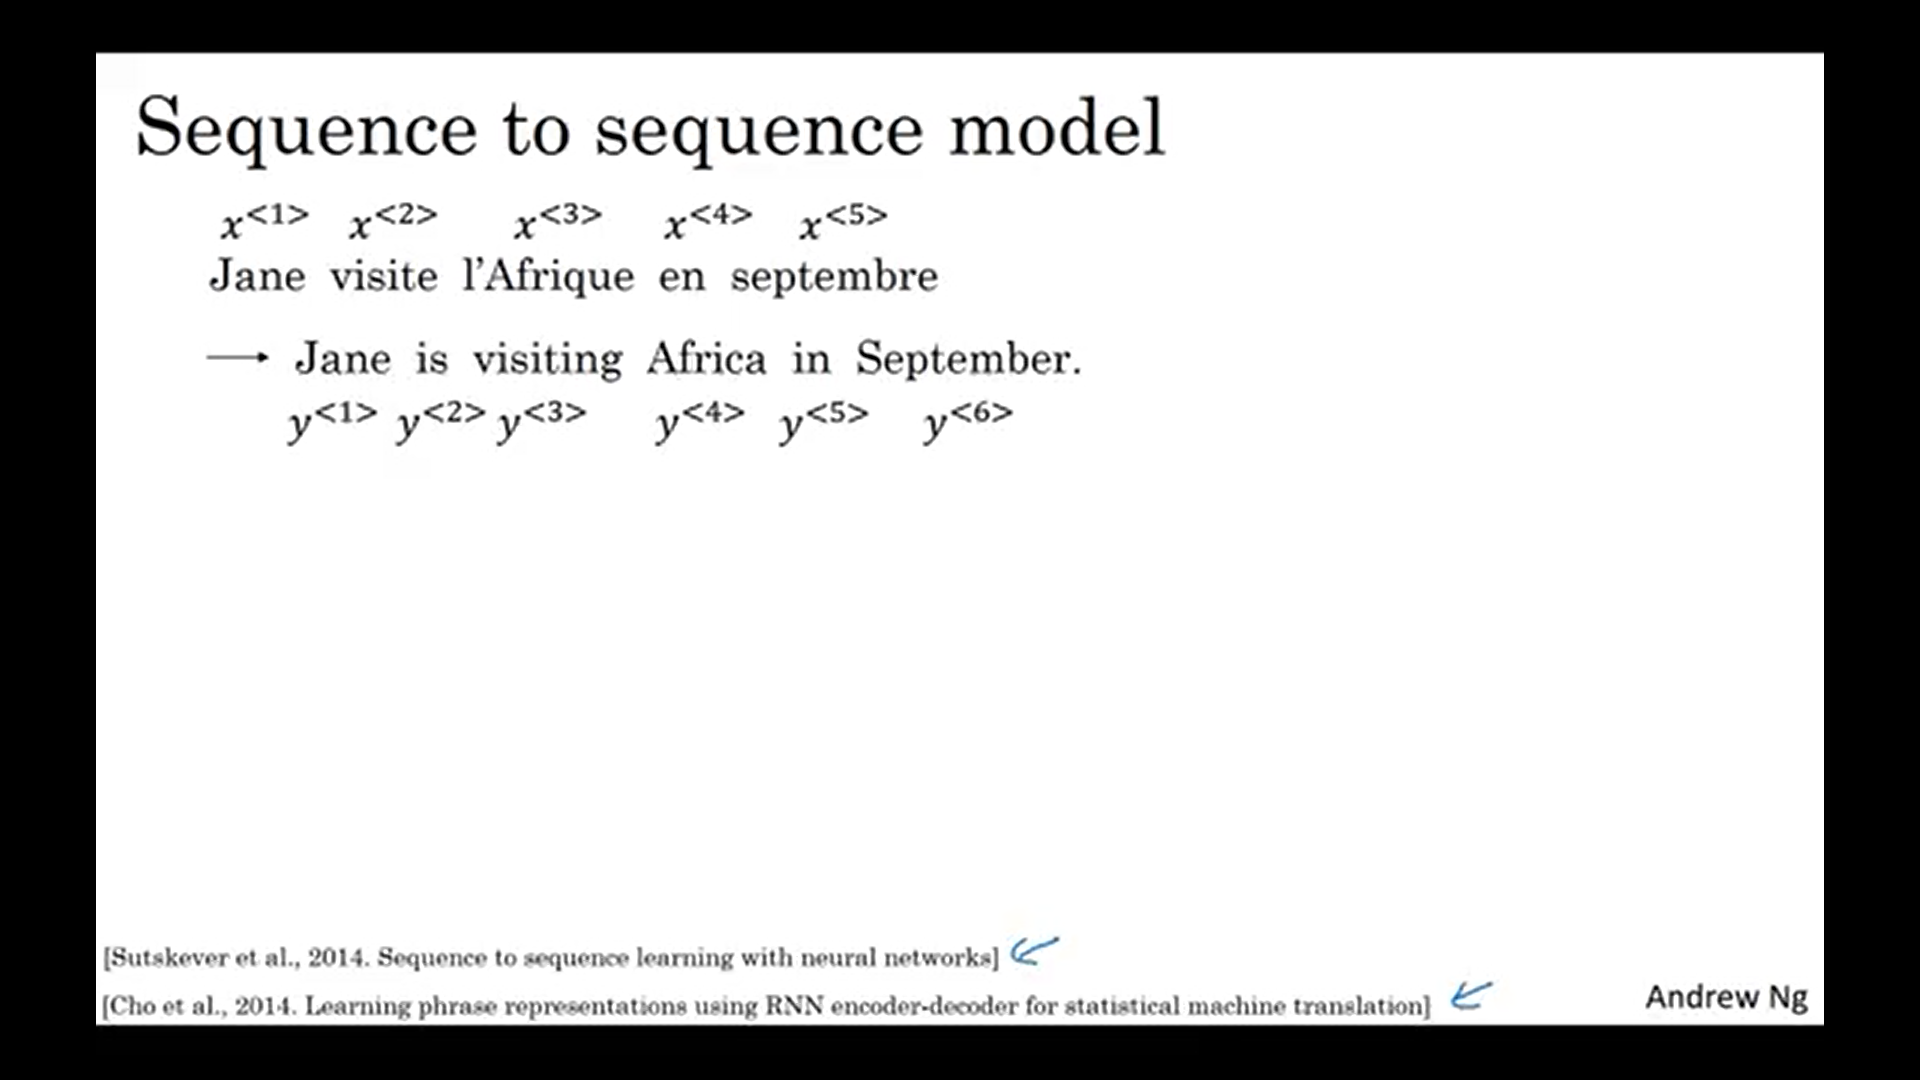 Sequence to sequence model
x<1> x<2> x<3> x<4> x<5>
Jane visite l'Afrique en septembre
→ Jane is visiting Africa in September.
y<1> y<2> y<3> y<4> y<5> y<6>
[Sutskever et al., 2014. Sequence to sequence learning with neural networks]
[Cho et al., 2014. Learning phrase representations using RNN encoder-decoder for statistical machine translation]
Andrew Ng